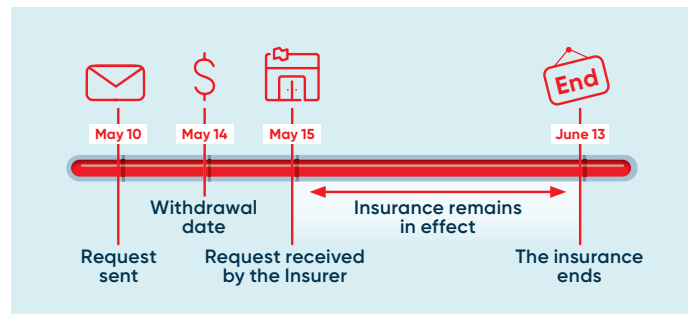 End
May 10
May 14
May 15
June 13
Withdrawal
date
Insurance remains
in effect
Request
sent
Request received
by the Insurer
The insurance
ends